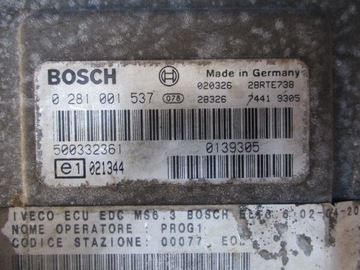 BOSCH
Made in Germany
020326 28RTE738
0 281 001 537 078 28326 7441 9305
500332361 0139305
e1 021344
IVECO ECU EDC MS6.3 BOSCH
NOME OPERATORE : PROG1
CODICE STAZIONE: 00077